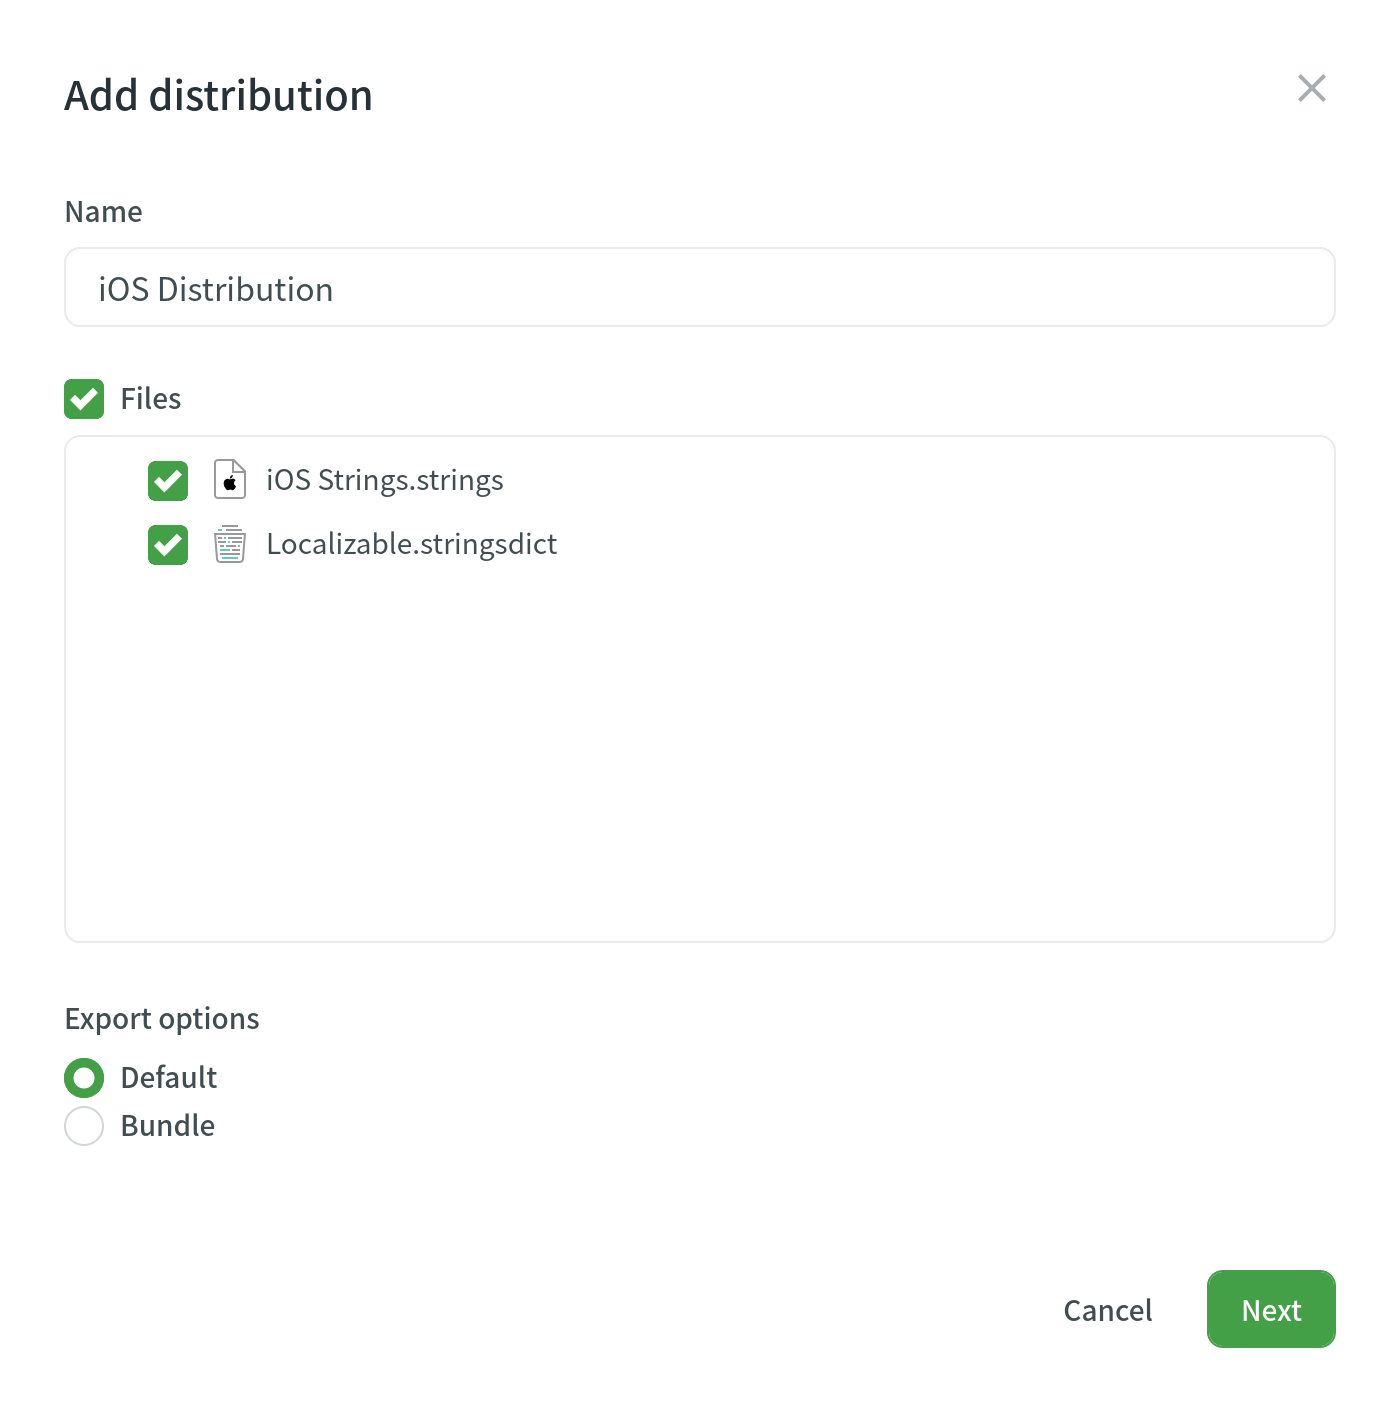 Add distribution
Name
iOS Distribution
Files
iOS Strings.strings
Localizable.stringsdict
Export options
Default
Bundle
Cancel
Next